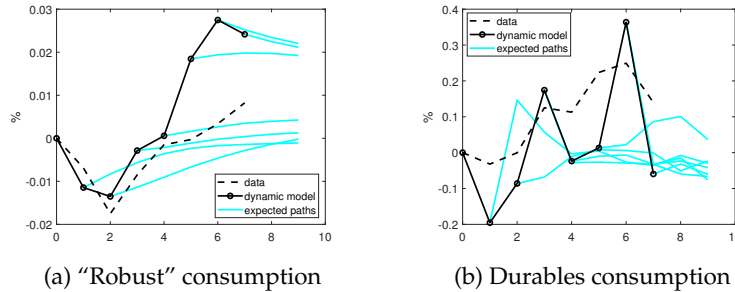 0.03
0.02
0.01
0
-0.01
-0.02
%
0 2 4 6 8 10
data
dynamic model
expected paths
(a) “Robust” consumption
0.4
0.3
0.2
0.1
0
-0.1
-0.2
%
0 2 4 6 8 10
data
dynamic model
expected paths
(b) Durables consumption